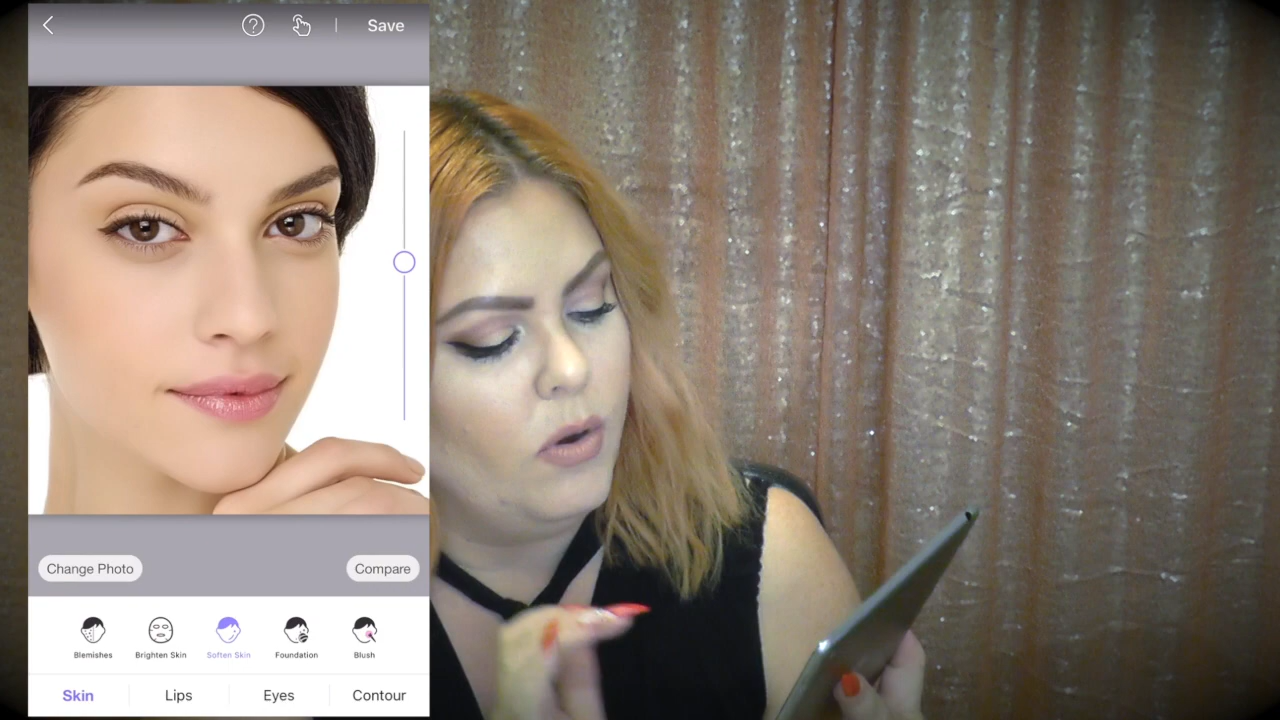 Save
Change Photo
Compare
Blemishes
Brighten Skin
Soften Skin
Foundation
Blush
Skin
Lips
Eyes
Contour